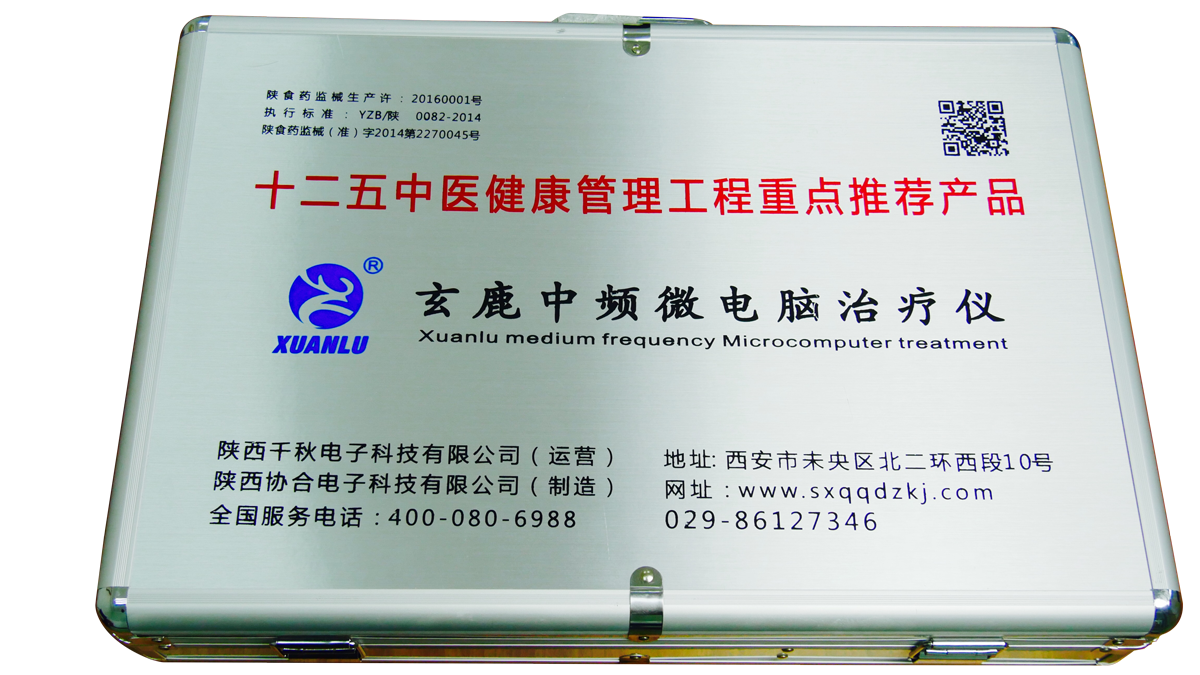 陕食药监械生产许：20160001号
执行标准：YZB/陕 0082-2014
陕食药监械（准）字2014第2270045号
十二五中医健康管理工程重点推荐产品
®
XUANLU
玄鹿中频微电脑治疗仪
Xuanlu medium frequency Microcomputer treatment
陕西千秋电子科技有限公司（运营）
陕西协合电子科技有限公司（制造）
全国服务电话：400-080-6988
地址: 西安市未央区北二环西段10号
网址：www.sxqqdzkj.com
029-86127346